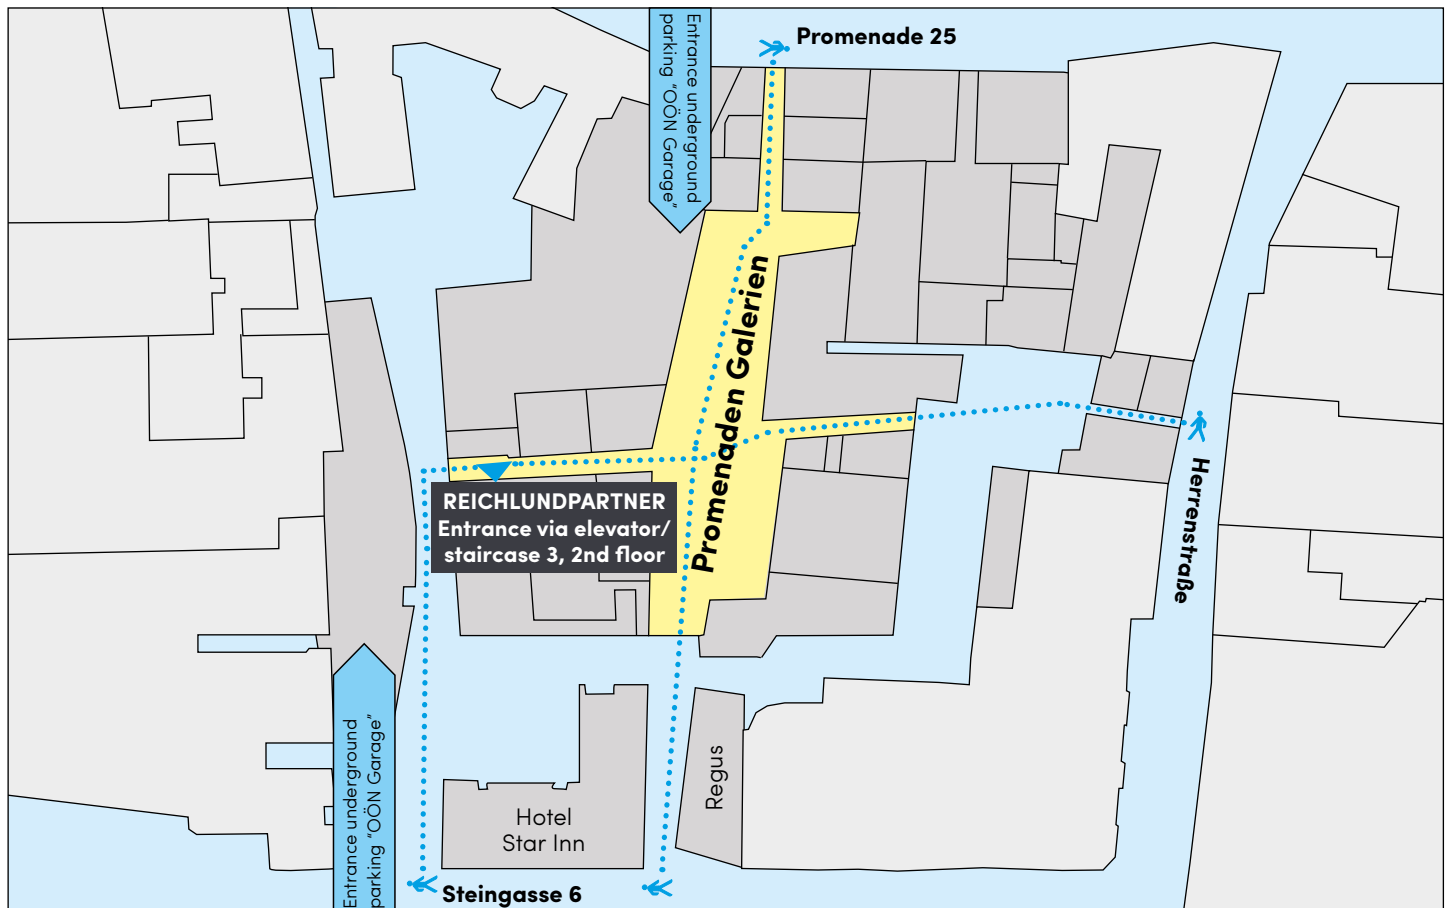 Entrance underground
parking “OÖN Garage”
Promenade 25
Promenaden Galerien
REICHLUNDPARTNER
Entrance via elevator/
staircase 3, 2nd floor
Herrenstraße
Entrance underground
parking “OÖN Garage”
Hotel
Star Inn
Regus
Steingasse 6